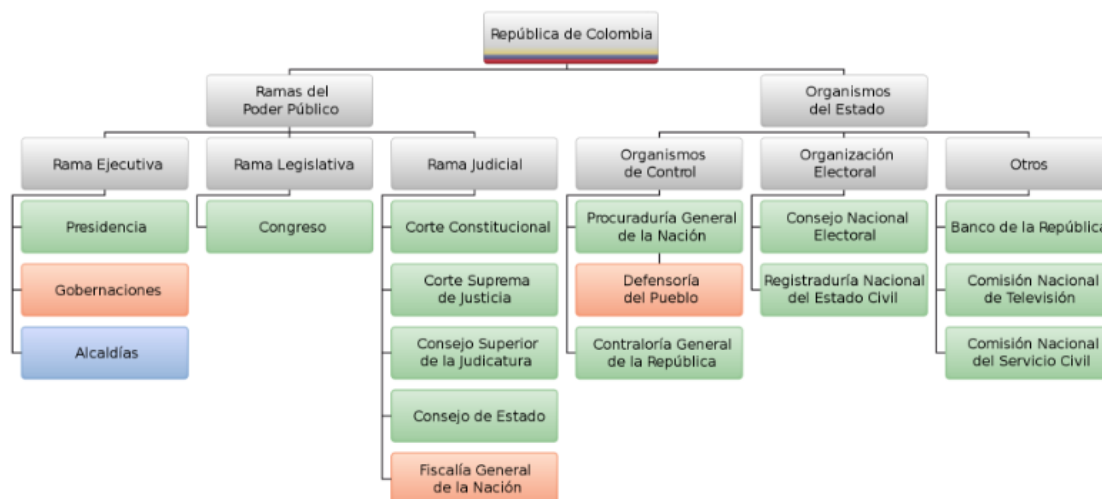 República de Colombia
Ramas del
Poder Público
Organismos
del Estado
Rama Ejecutiva
Rama Legislativa
Rama Judicial
Organismos
de Control
Organización
Electoral
Otros
Presidencia
Gobernaciones
Alcaldías
Congreso
Corte Constitucional
Corte Suprema
de Justicia
Consejo Superior
de la Judicatura
Consejo de Estado
Fiscalía General
de la Nación
Procuraduría General
de la Nación
Defensoría
del Pueblo
Contraloría General
de la República
Consejo Nacional
Electoral
Registraduría Nacional
del Estado Civil
Banco de la República
Comisión Nacional
de Televisión
Comisión Nacional
del Servicio Civil